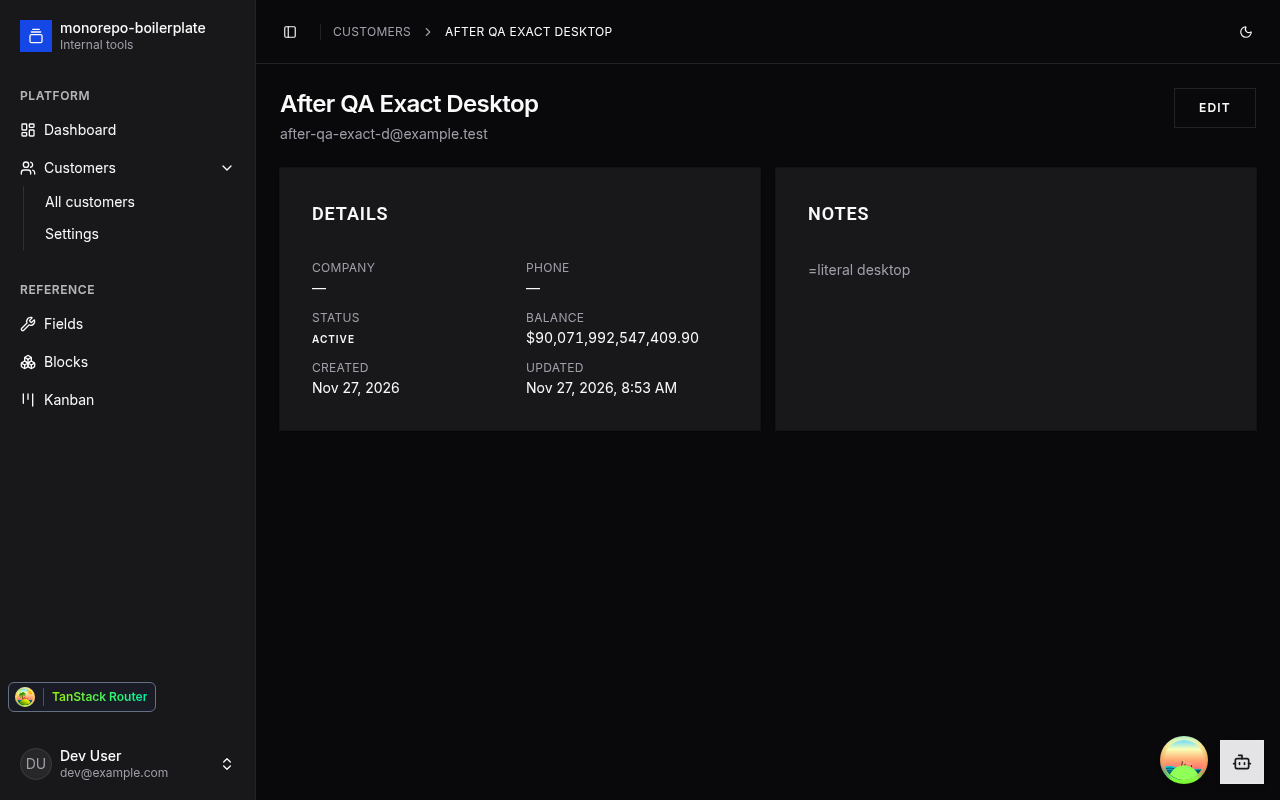 monorepo-boilerplate
Internal tools
PLATFORM
Dashboard
Customers
All customers
Settings
REFERENCE
Fields
Blocks
Kanban
TanStack Router
DU
Dev User
dev@example.com
CUSTOMERS
AFTER QA EXACT DESKTOP
After QA Exact Desktop
after-qa-exact-d@example.test
EDIT
DETAILS
COMPANY
—
PHONE
—
STATUS
ACTIVE
BALANCE
$90,071,992,547,409.90
CREATED
Nov 27, 2026
UPDATED
Nov 27, 2026, 8:53 AM
NOTES
=literal desktop